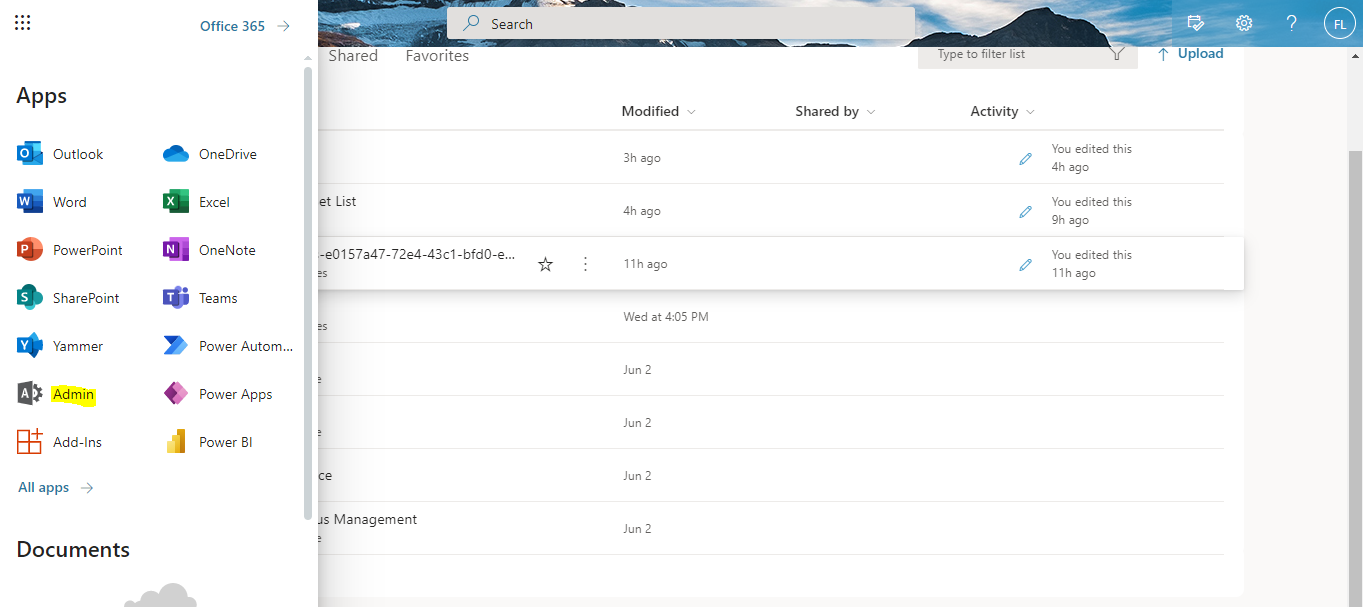 Office 365
Search
FL
Apps
Outlook
OneDrive
Word
Excel
PowerPoint
OneNote
SharePoint
Teams
Yammer
Power Autom...
Admin
Power Apps
Add-Ins
Power BI
All apps
Documents
Shared
Favorites
Type to filter list
Upload
Modified
Shared by
Activity
3h ago
You edited this
4h ago
et List
4h ago
You edited this
9h ago
-e0157a47-72e4-43c1-bfd0-e...
es
11h ago
You edited this
11h ago
es
Wed at 4:05 PM
e
Jun 2
e
Jun 2
ce
Jun 2
us Management
e
Jun 2